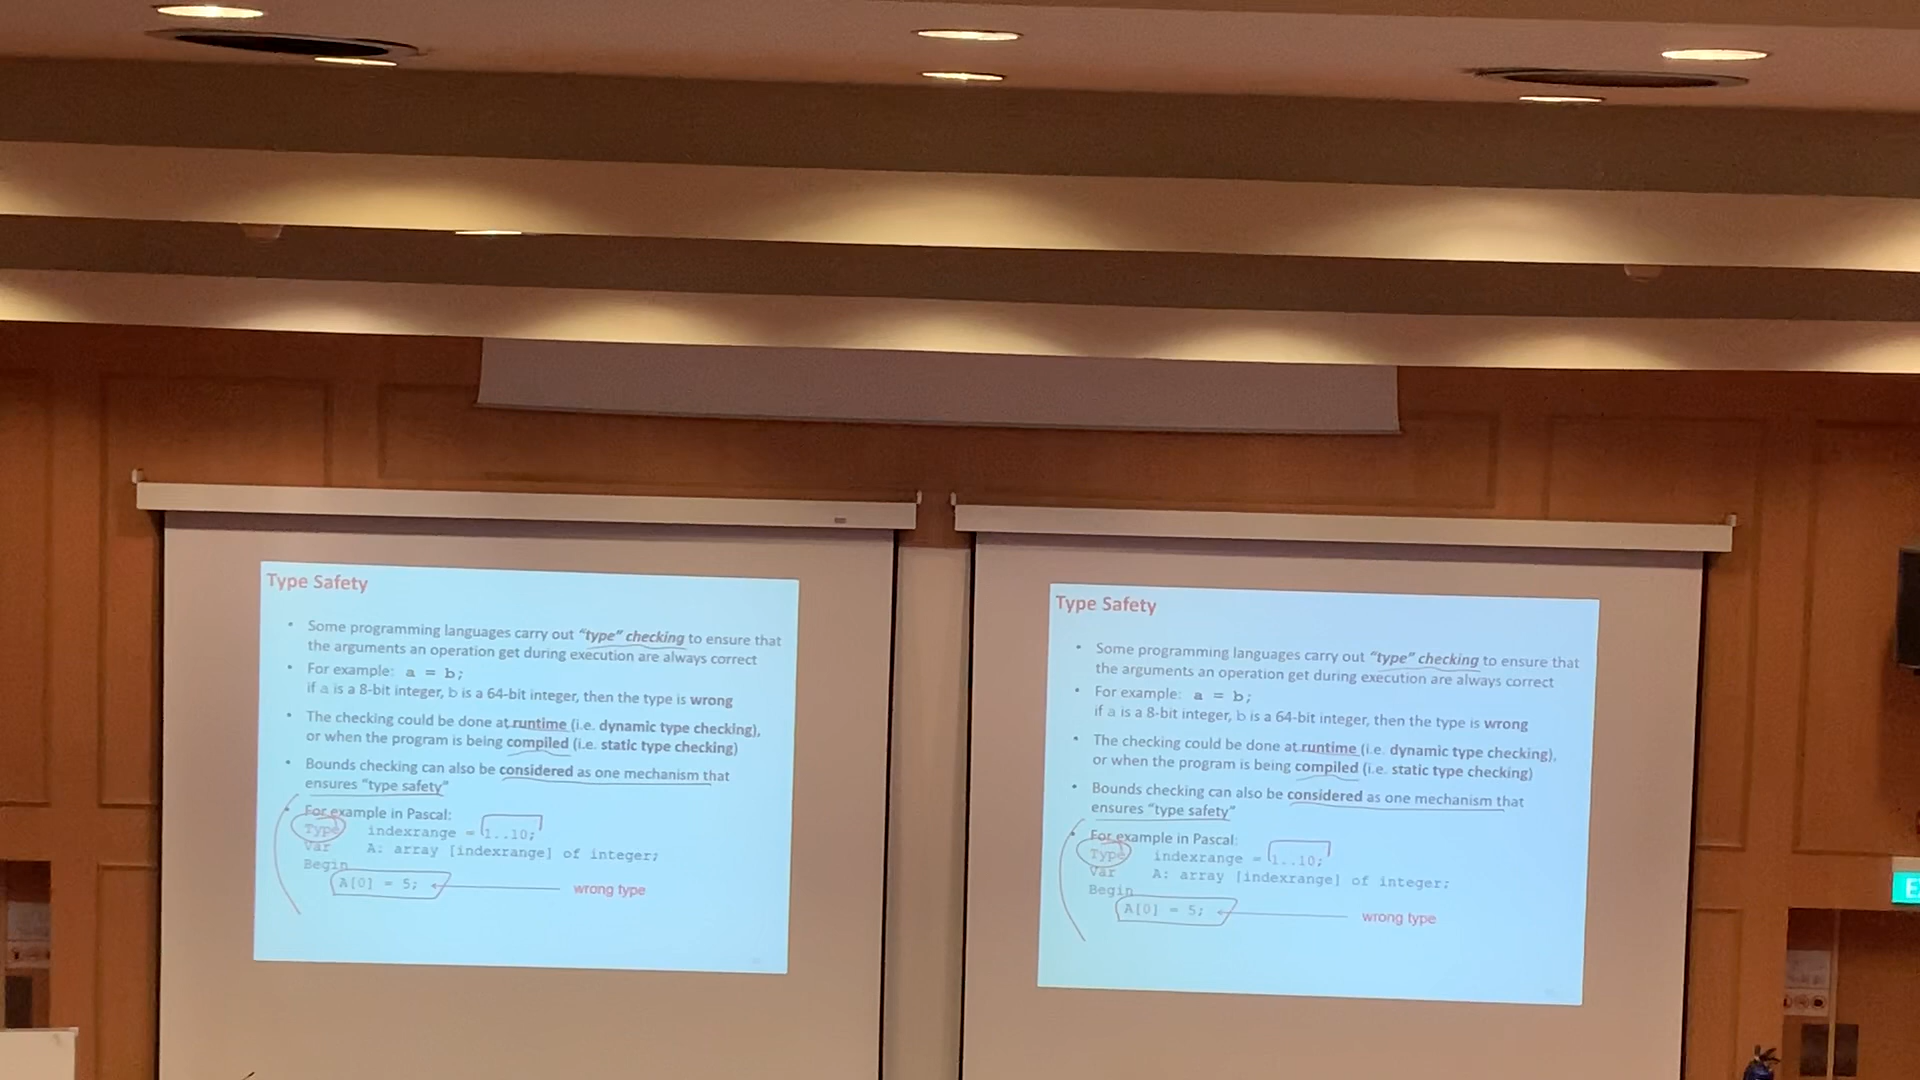 Type Safety
• Some programming languages carry out “type” checking to ensure that
the arguments an operation get during execution are always correct
• For example: a = b;
if a is a 8-bit integer, b is a 64-bit integer, then the type is wrong
• The checking could be done at runtime (i.e. dynamic type checking),
or when the program is being compiled (i.e. static type checking)
• Bounds checking can also be considered as one mechanism that
ensures “type safety”
• For example in Pascal:
Type indexrange = 1..10;
Var A: array [indexrange] of integer;
Begin
A[0] = 5; wrong type
Type Safety
• Some programming languages carry out “type” checking to ensure that
the arguments an operation get during execution are always correct
• For example: a = b;
if a is a 8-bit integer, b is a 64-bit integer, then the type is wrong
• The checking could be done at runtime (i.e. dynamic type checking),
or when the program is being compiled (i.e. static type checking)
• Bounds checking can also be considered as one mechanism that
ensures “type safety”
• For example in Pascal:
Type indexrange = 1..10;
Var A: array [indexrange] of integer;
Begin
A[0] = 5; wrong type